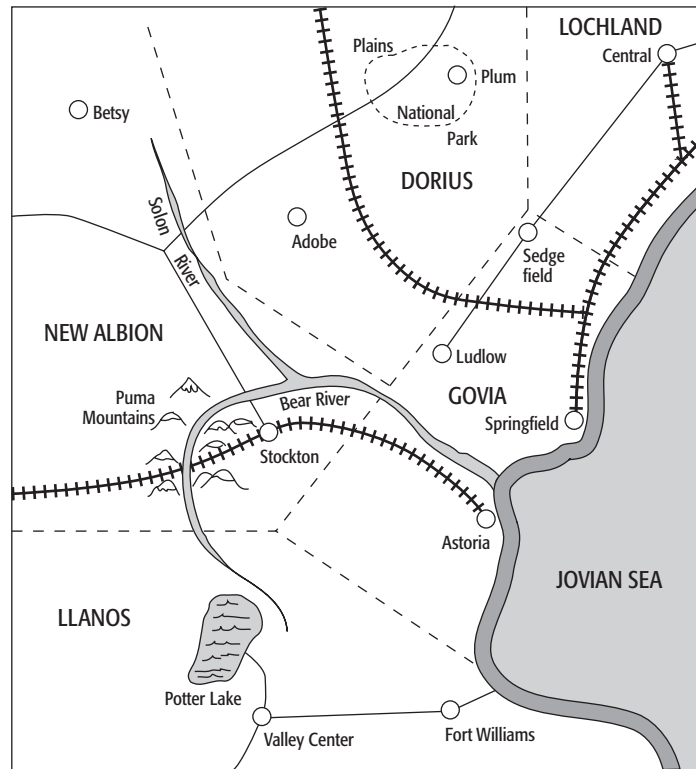 LOCHLAND
Plains
Central
Plum
Betsy
National
Park
DORIUS
Solon
River
Adobe
Sedge
field
NEW ALBION
Ludlow
Puma
Mountains
Bear River
GOVIA
Springfield
Stockton
Astoria
JOVIAN SEA
LLANOS
Potter Lake
Valley Center
Fort Williams